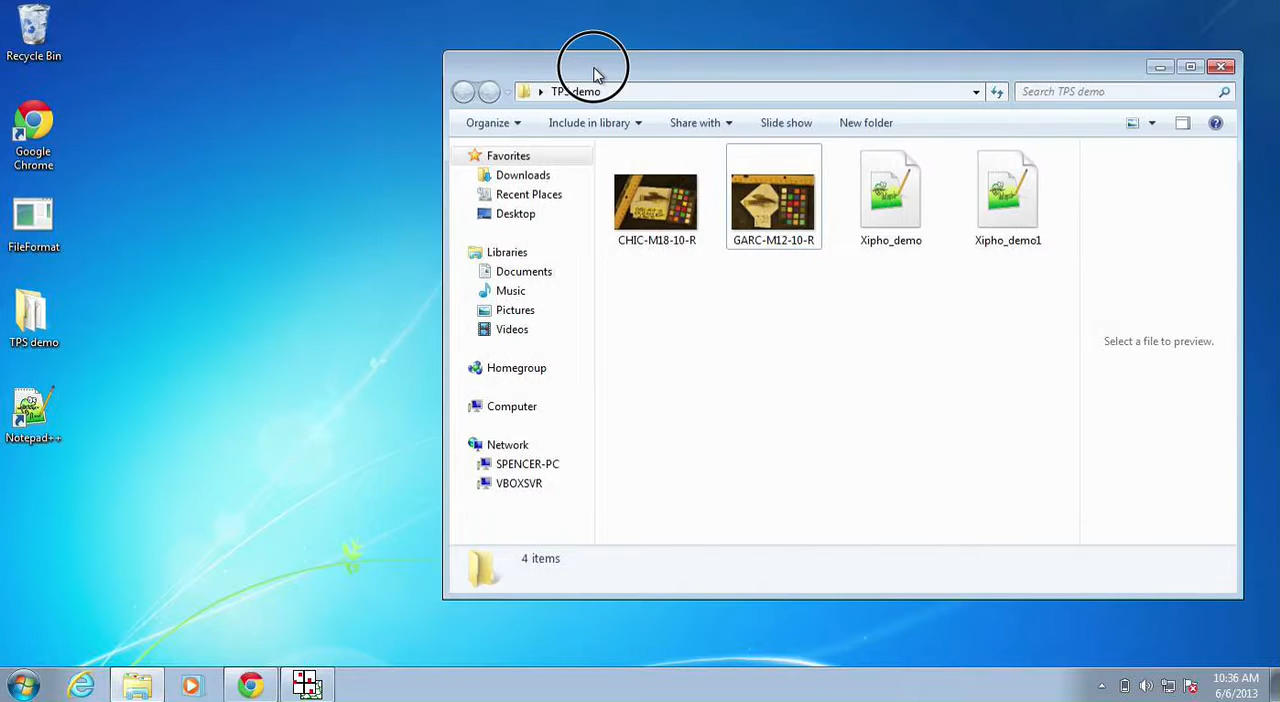 Recycle Bin
Google
Chrome
FileFormat
TPS demo
Notepad++
TPS demo
Search TPS demo
Organize
Include in library
Share with
Slide show
New folder
Favorites
Downloads
Recent Places
Desktop
Libraries
Documents
Music
Pictures
Videos
Homegroup
Computer
Network
SPENCER-PC
VBOXSVR
CHIC-M18-10-R
GARC-M12-10-R
Xipho_demo
Xipho_demo1
Select a file to preview.
4 items
10:36 AM
6/6/2013